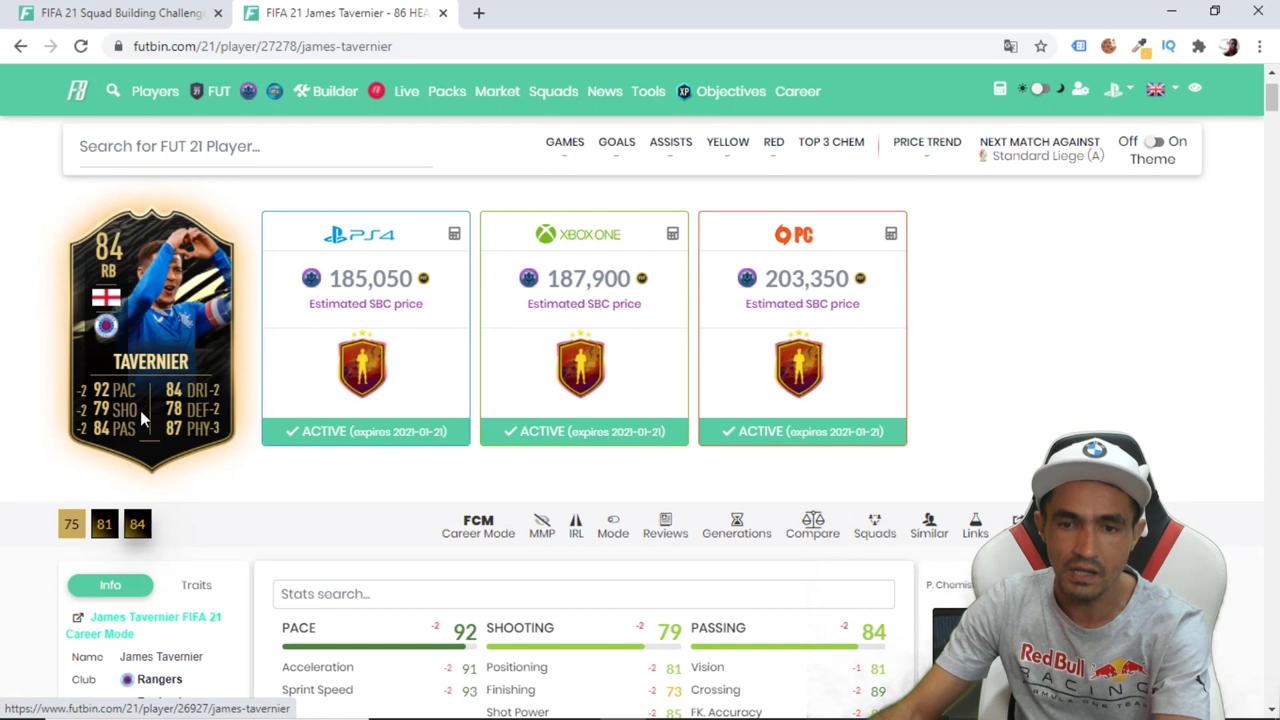 FIFA 21 Squad Building Challeng
FIFA 21 James Tavernier - 86 HEA
futbin.com/21/player/27278/james-tavernier
Players FUT Builder Live Packs Market Squads News Tools XP Objectives Career
Search for FUT 21 Player...
GAMES GOALS ASSISTS YELLOW RED TOP 3 CHEM PRICE TREND NEXT MATCH AGAINST Off On
- - - - - - Standard Liege (A) Theme
84
RB
TAVERNIER
-2 92 PAC 84 DRI -2
-2 79 SHO 78 DEF -2
-2 84 PAS 87 PHY -3
PS4
185,050
Estimated SBC price
ACTIVE (expires 2021-01-21)
XBOX ONE
187,900
Estimated SBC price
ACTIVE (expires 2021-01-21)
PC
203,350
Estimated SBC price
ACTIVE (expires 2021-01-21)
75 81 84
FCM
Career Mode MMP IRL Mode Reviews Generations Compare Squads Similar Links
Info Traits
James Tavernier FIFA 21
Career Mode
Name James Tavernier
Club Rangers
Stats search...
PACE -2 92 SHOOTING -2 79 PASSING -2 84
Acceleration -2 91 Positioning -2 81 Vision -1 81
Sprint Speed -2 93 Finishing -2 73 Crossing -2 89
Shot Power -2 85 FK. Accuracy
P. Chemis
https://www.futbin.com/21/player/26927/james-tavernier
Red Bull
RACING